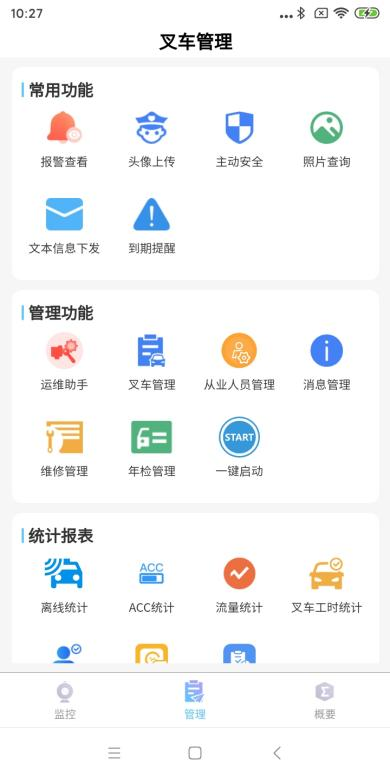 10:27
叉车管理
常用功能
报警查看 头像上传 主动安全 照片查询
文本信息下发 到期提醒
管理功能
运维助手 叉车管理 从业人员管理 消息管理
START
维修管理 年检管理 一键启动
统计报表
ACC
离线统计 ACC统计 流量统计 叉车工时统计
监控 管理 概要